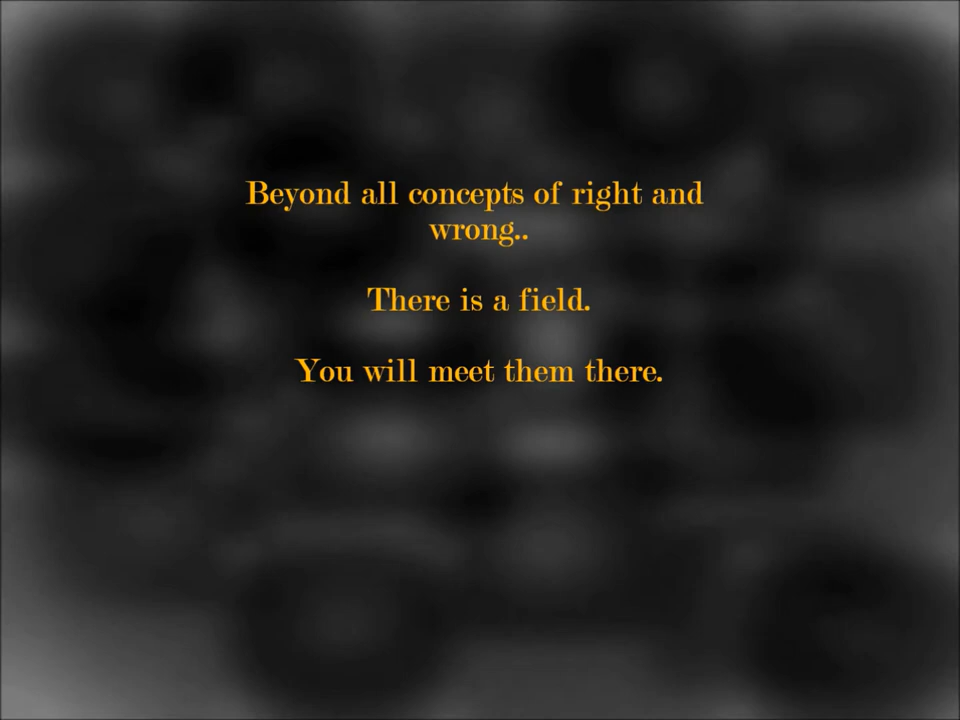 Beyond all concepts of right and
wrong..
There is a field.
You will meet them there.